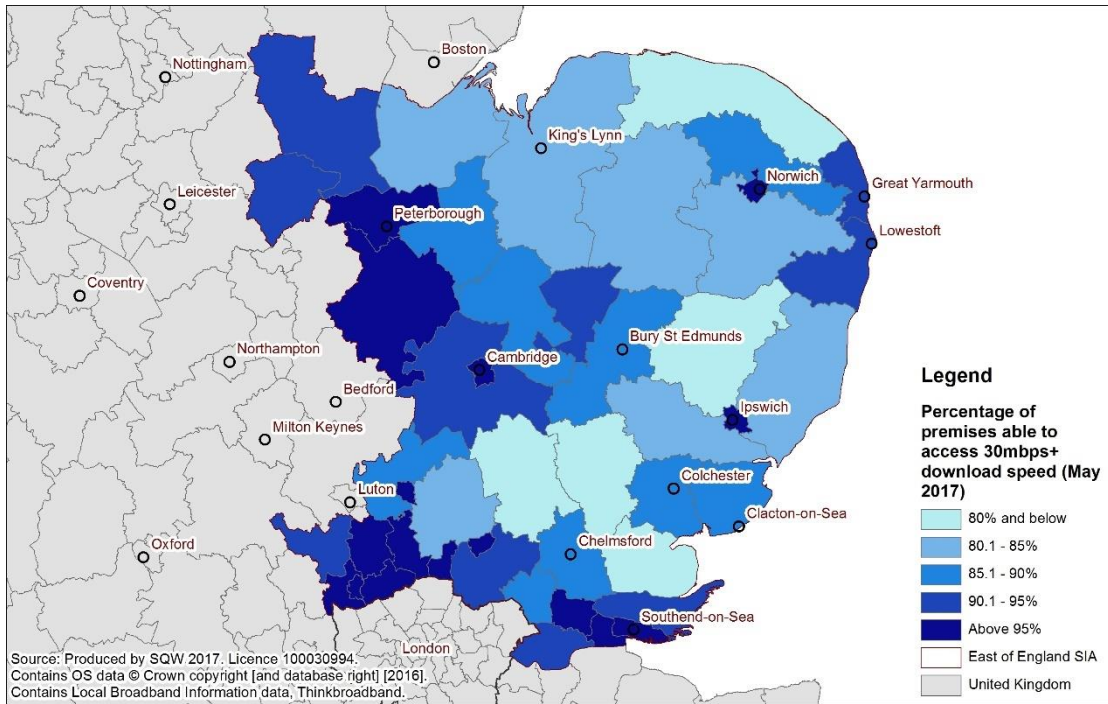 Boston
Nottingham
King's Lynn
Norwich
Great Yarmouth
Leicester
Peterborough
Lowestoft
Coventry
Bury St Edmunds
Northampton
Cambridge
Bedford
Ipswich
Milton Keynes
Colchester
Luton
Clacton-on-Sea
Oxford
Chelmsford
Southend-on-Sea
London
Source: Produced by SQW 2017. Licence 100030994.
Contains OS data © Crown copyright [and database right] [2016].
Contains Local Broadband Information data, Thinkbroadband.
Legend
Percentage of
premises able to
access 30mbps+
download speed (May
2017)
80% and below
80.1 - 85%
85.1 - 90%
90.1 - 95%
Above 95%
East of England SIA
United Kingdom